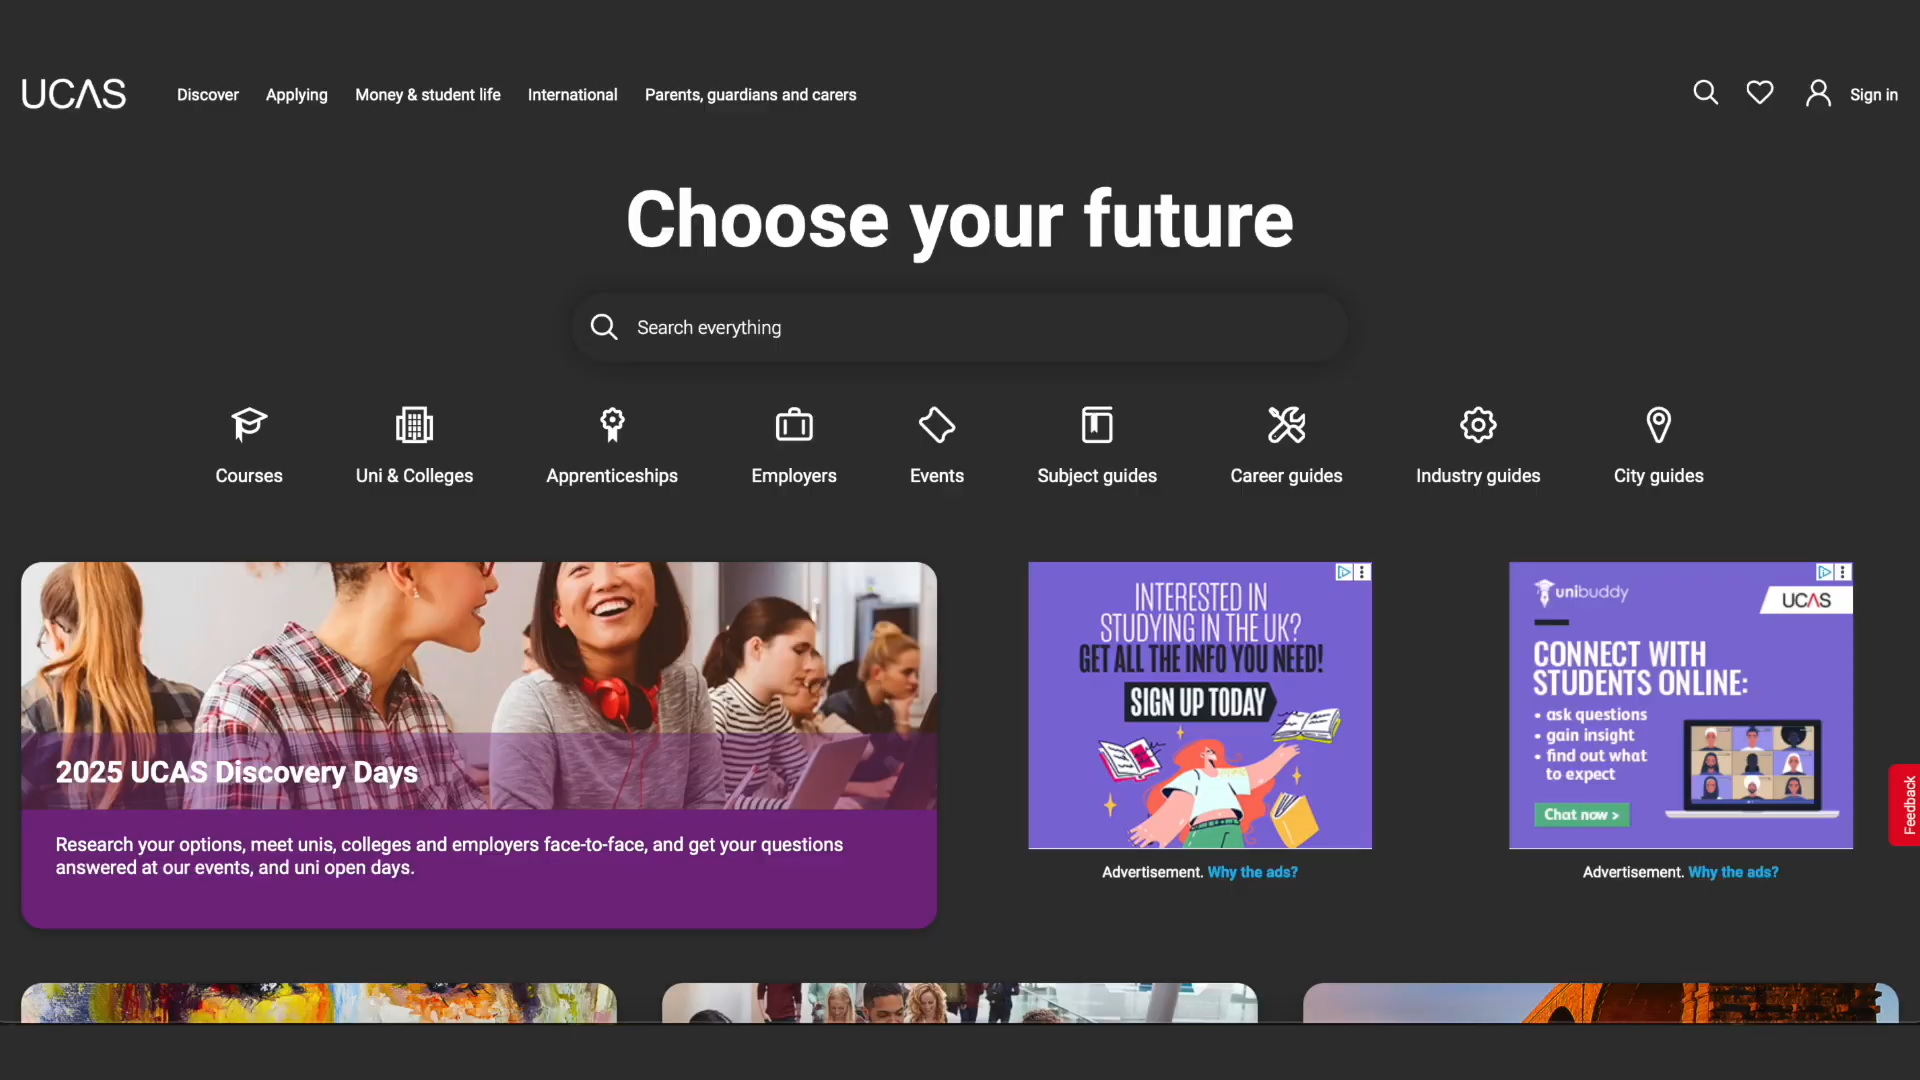 UCAS
Discover
Applying
Money & student life
International
Parents, guardians and carers
Sign in
Choose your future
Search everything
Courses
Uni & Colleges
Apprenticeships
Employers
Events
Subject guides
Career guides
Industry guides
City guides
2025 UCAS Discovery Days
Research your options, meet unis, colleges and employers face-to-face, and get your questions
answered at our events, and uni open days.
INTERESTED IN
STUDYING IN THE UK?
GET ALL THE INFO YOU NEED!
SIGN UP TODAY
Advertisement. Why the ads?
unibuddy
UCAS
CONNECT WITH
STUDENTS ONLINE:
• ask questions
• gain insight
• find out what
to expect
Chat now >
Advertisement. Why the ads?
Feedback